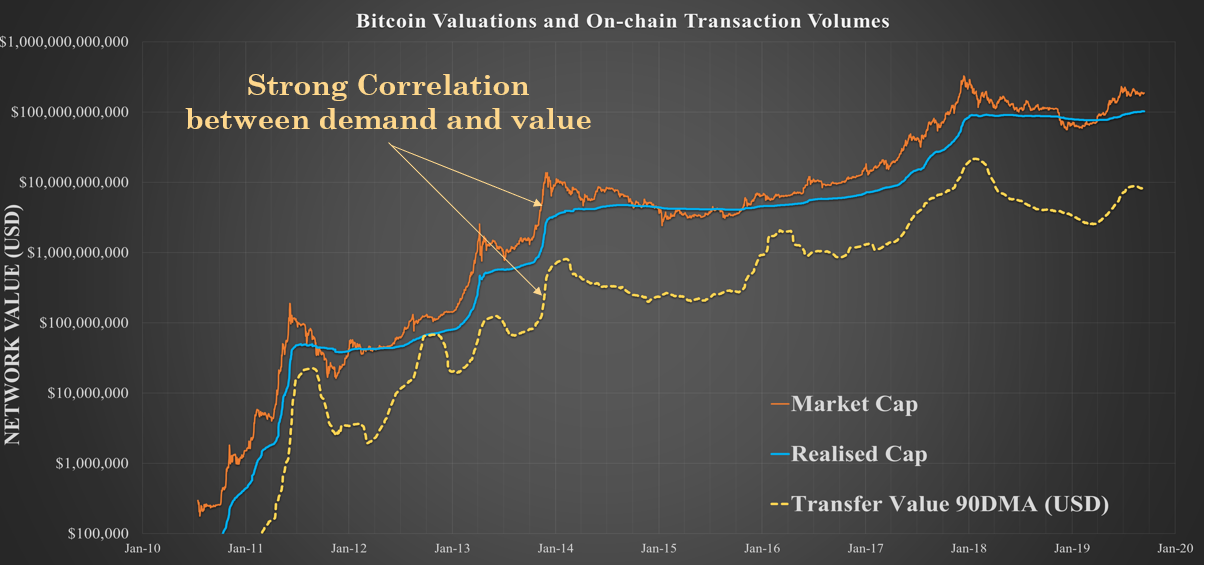 Bitcoin Valuations and On-chain Transaction Volumes
$1,000,000,000,000
Strong Correlation
between demand and value
$100,000,000,000
$10,000,000,000
$1,000,000,000
$100,000,000
$10,000,000
$1,000,000
$100,000
NETWORK VALUE (USD)
Market Cap
Realised Cap
Transfer Value 90DMA (USD)
Jan-10 Jan-11 Jan-12 Jan-13 Jan-14 Jan-15 Jan-16 Jan-17 Jan-18 Jan-19 Jan-20